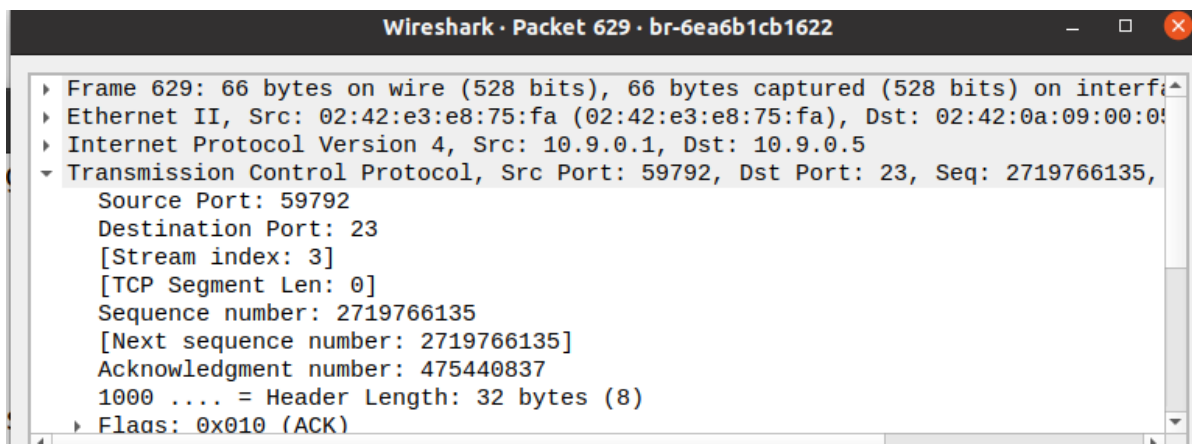 Wireshark · Packet 629 · br-6ea6b1cb1622
Frame 629: 66 bytes on wire (528 bits), 66 bytes captured (528 bits) on interfa
Ethernet II, Src: 02:42:e3:e8:75:fa (02:42:e3:e8:75:fa), Dst: 02:42:0a:09:00:05
Internet Protocol Version 4, Src: 10.9.0.1, Dst: 10.9.0.5
Transmission Control Protocol, Src Port: 59792, Dst Port: 23, Seq: 2719766135,
Source Port: 59792
Destination Port: 23
[Stream index: 3]
[TCP Segment Len: 0]
Sequence number: 2719766135
[Next sequence number: 2719766135]
Acknowledgment number: 475440837
1000 .... = Header Length: 32 bytes (8)
Flags: 0x010 (ACK)